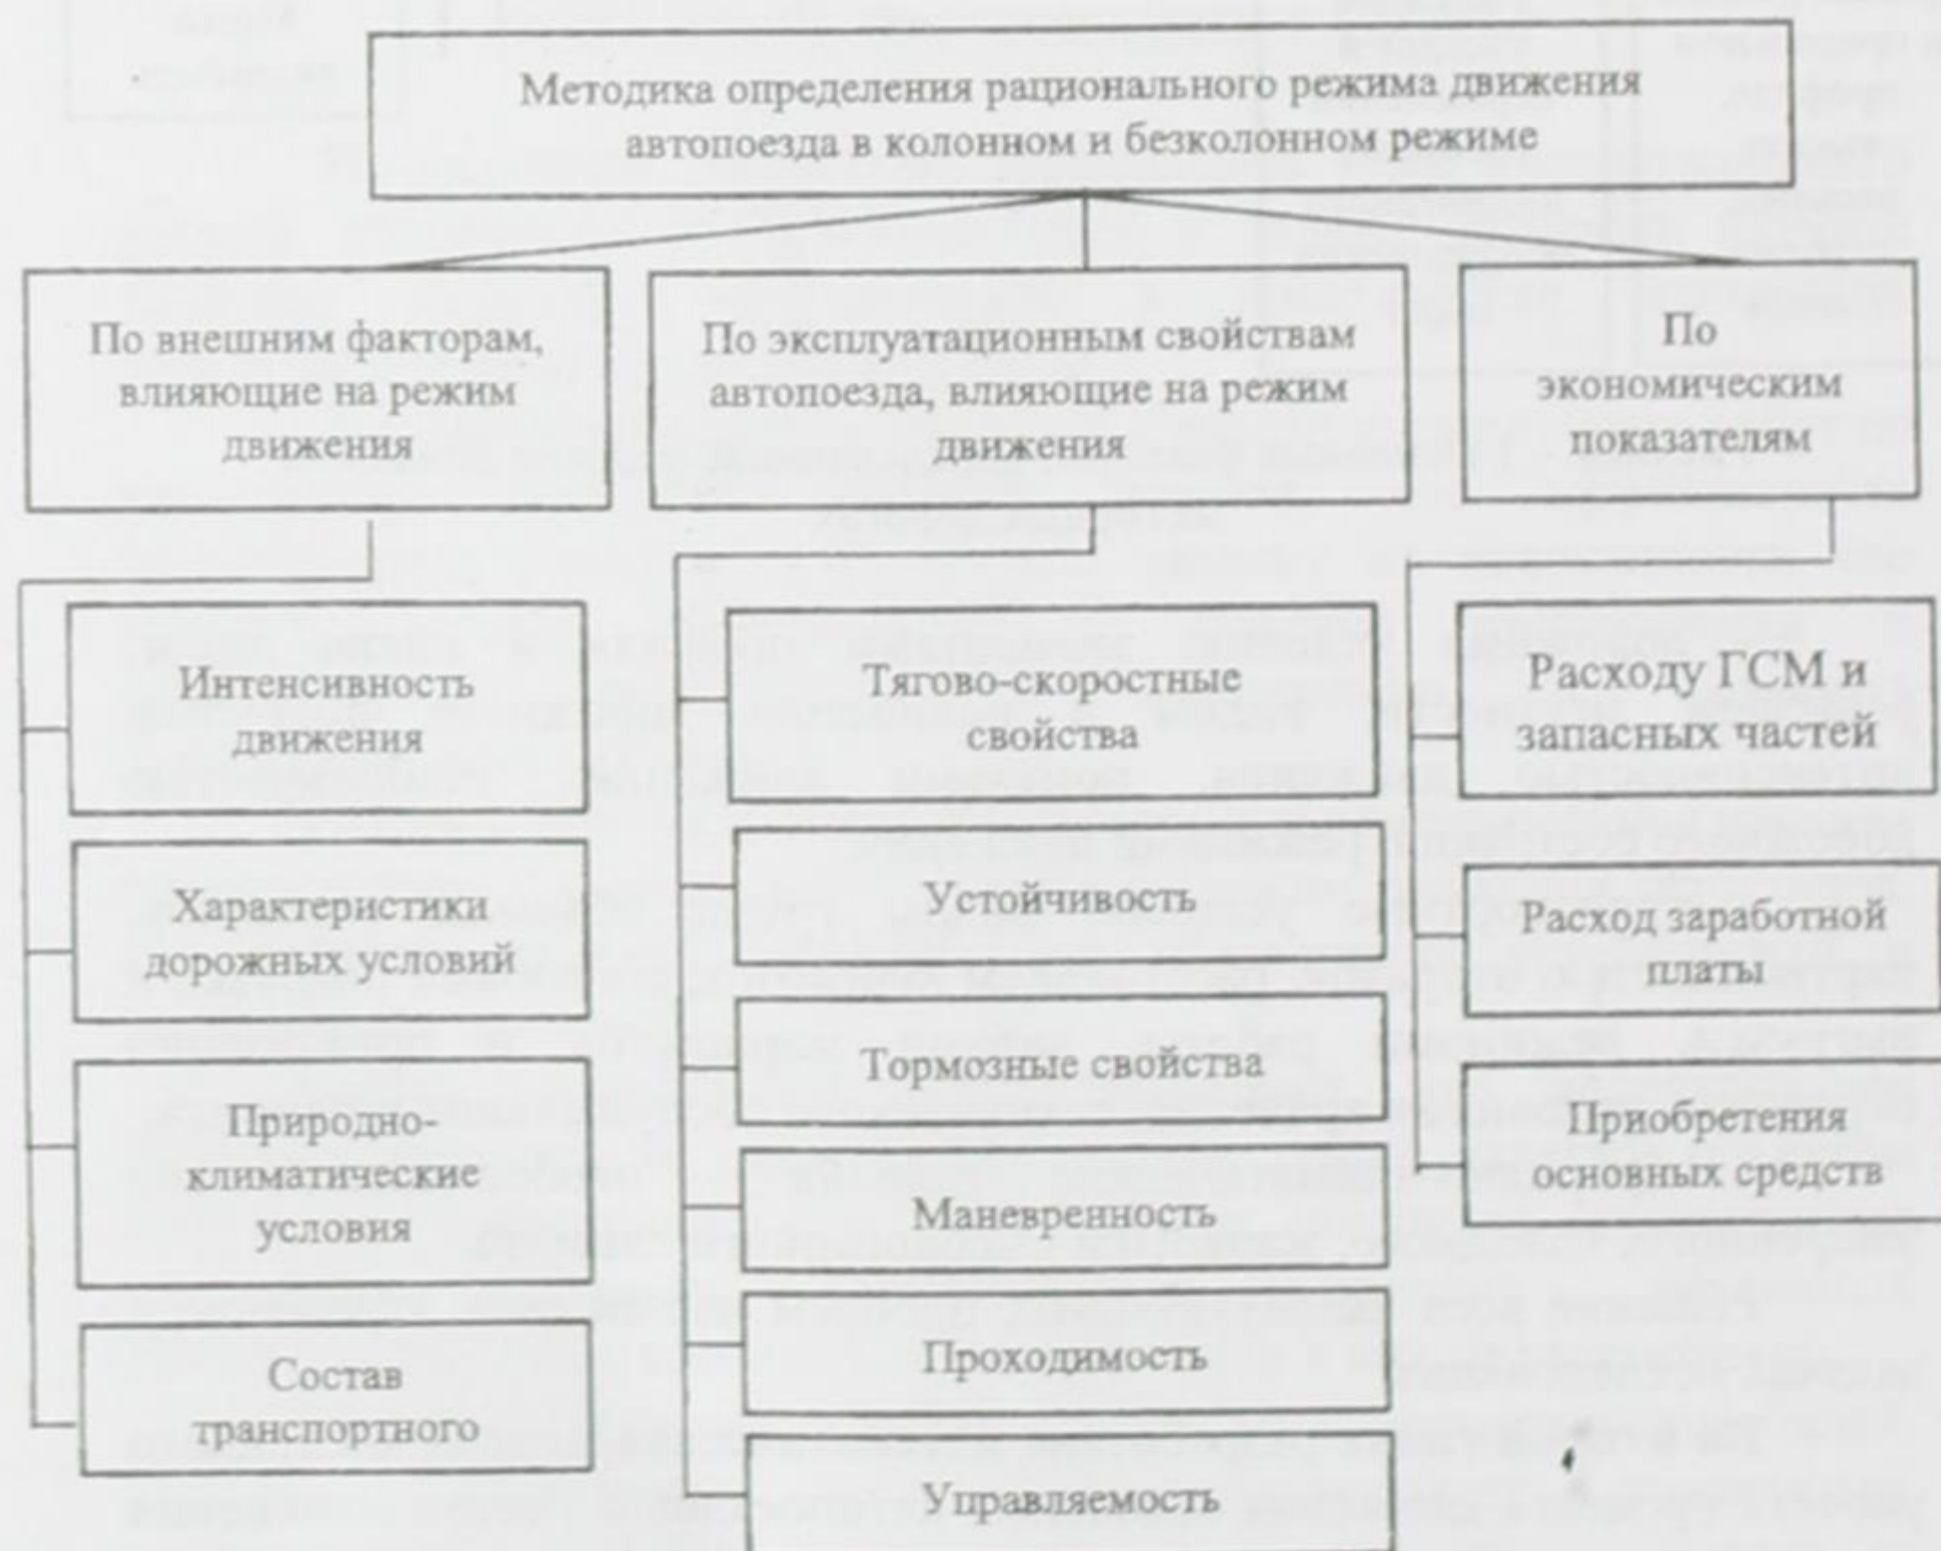 Методика определения рационального режима движения
автопоезда в колонном и безколонном режиме
По внешним факторам,
влияющие на режим
движения
По эксплуатационным свойствам
автопоезда, влияющие на режим
движения
По
экономическим
показателям
Интенсивность
движения
Характеристики
дорожных условий
Природно-
климатические
условия
Состав
транспортного
Тягово-скоростные
свойства
Устойчивость
Тормозные свойства
Маневренность
Проходимость
Управляемость
Расходу ГСМ и
запасных частей
Расход заработной
платы
Приобретения
основных средств